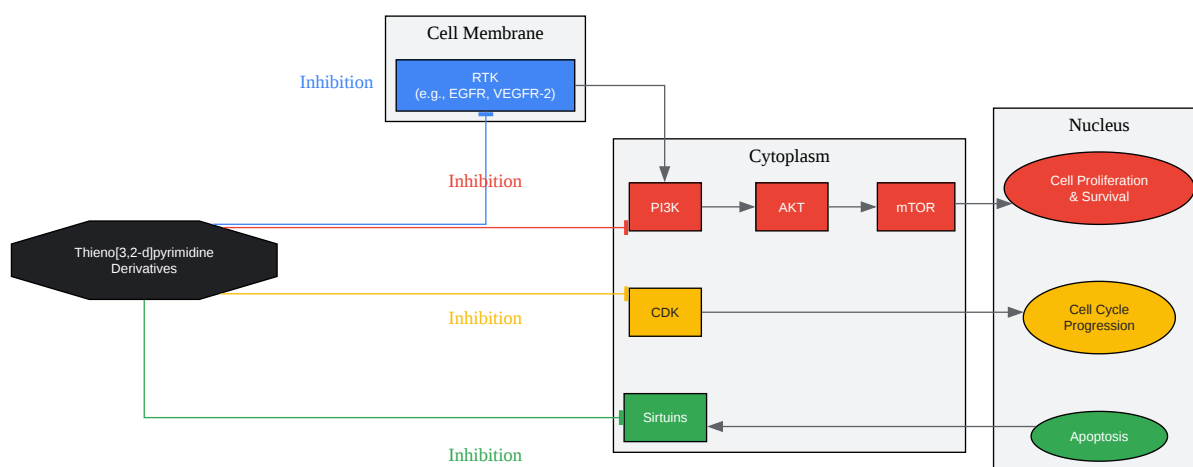 Cell Membrane
Inhibition
RTK
(e.g., EGFR, VEGFR-2)
Nucleus
Cytoplasm
Inhibition
Cell Proliferation
& Survival
PI3K
AKT
mTOR
Thieno[3,2-d]pyrimidine
Derivatives
Inhibition
CDK
Cell Cycle
Progression
Sirtuins
Apoptosis
Inhibition